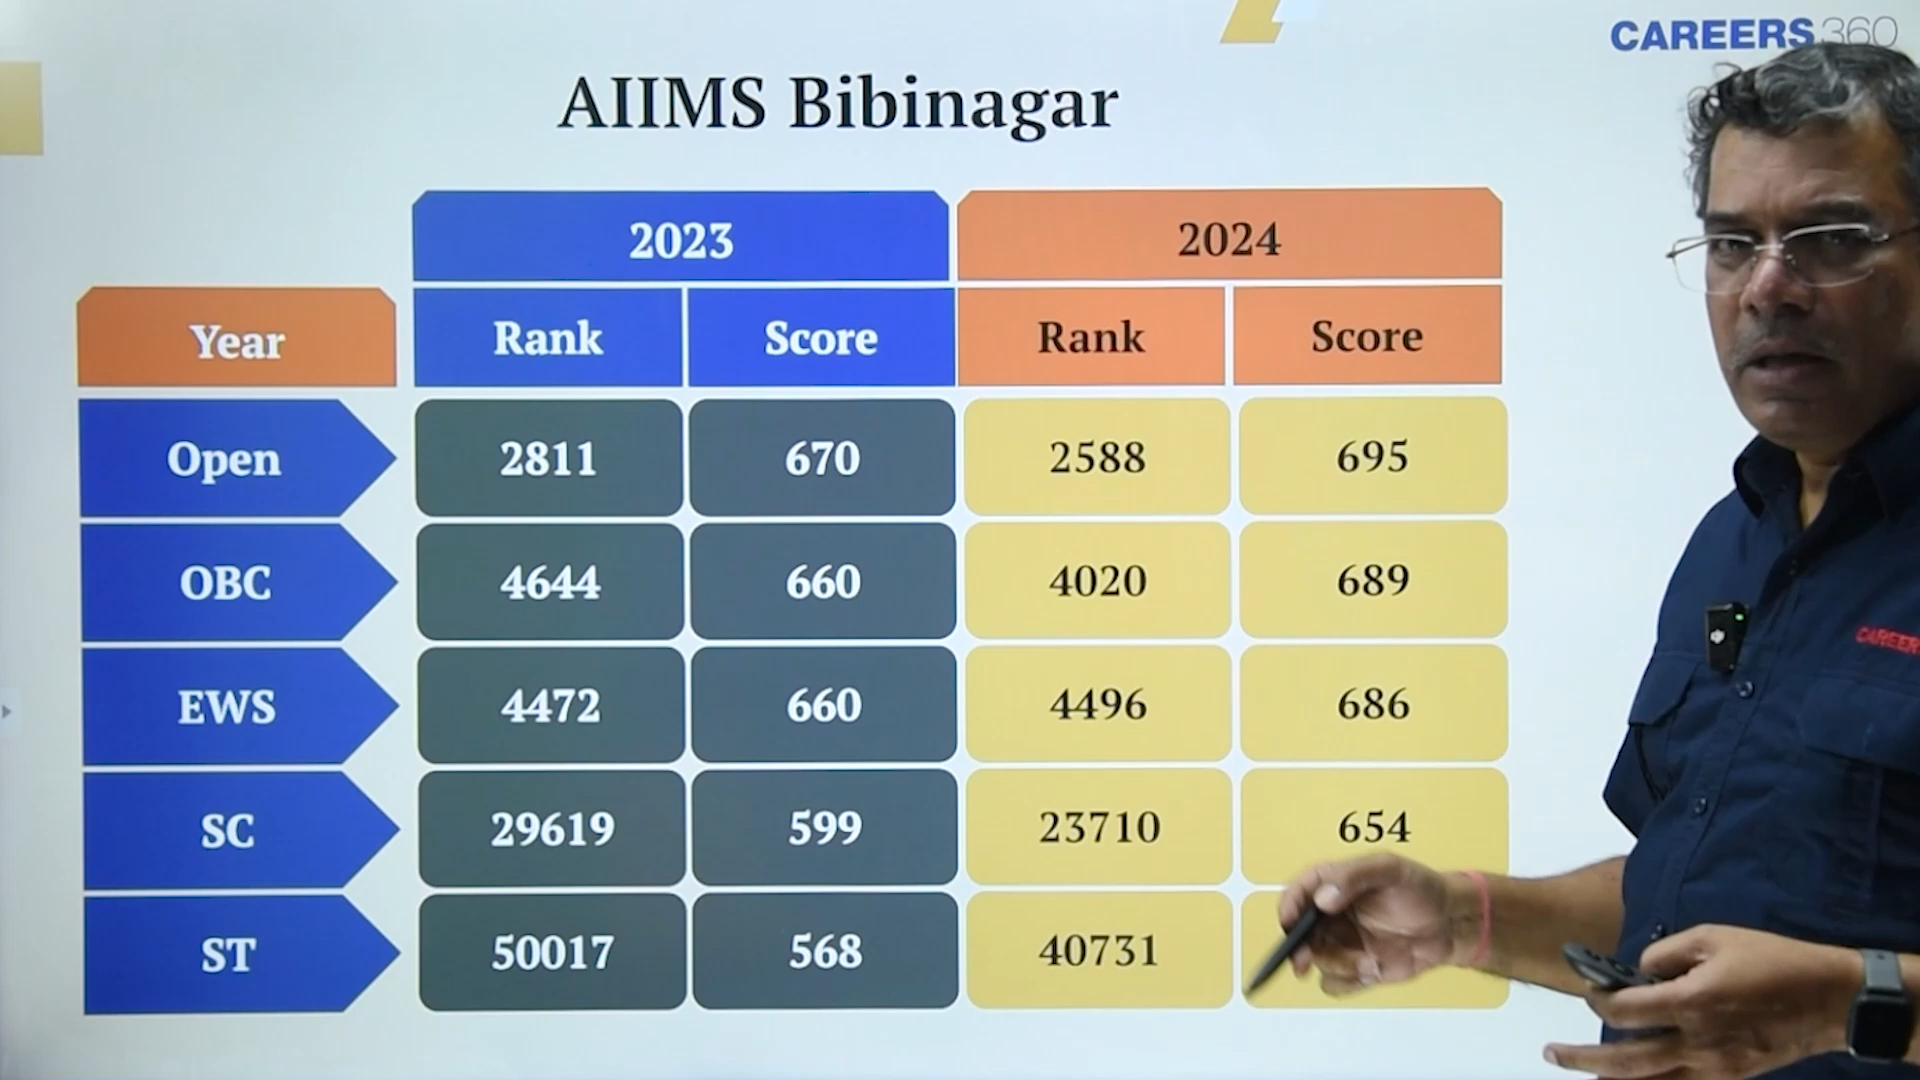 CAREERS360
AIIMS Bibinagar
2023 2024
Year Rank Score Rank Score
Open 2811 670 2588 695
OBC 4644 660 4020 689
EWS 4472 660 4496 686
SC 29619 599 23710 654
ST 50017 568 40731
CAREER